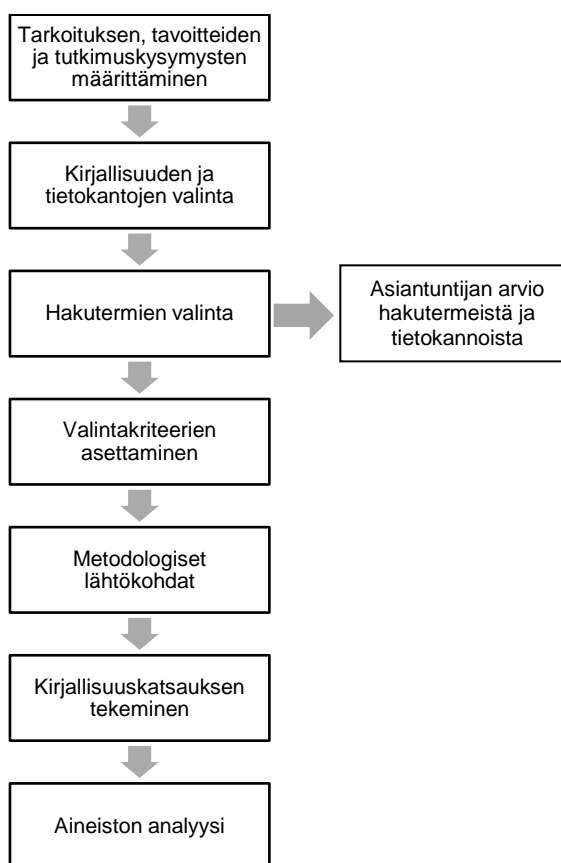 Tarkoituksen, tavoitteiden
ja tutkimuskysymysten
määrittäminen
Kirjallisuuden ja
tietokantojen valinta
Hakutermien valinta
Asiantuntijan arvio
hakutermeistä ja
tietokannoista
Valintakriteerien
asettaminen
Metodologiset
lähtökohdat
Kirjallisuuskatsauksen
tekeminen
Aineiston analyysi